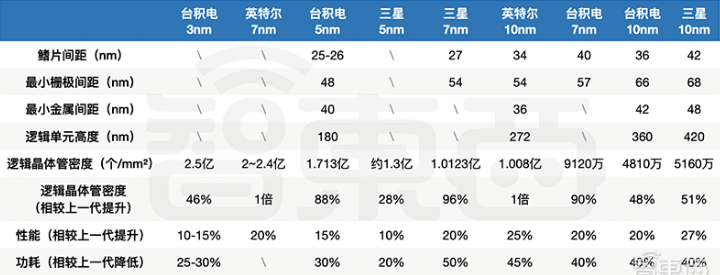 台积电 英特尔 台积电 三星 三星 英特尔 台积电 台积电 三星
3nm 7nm 5nm 5nm 7nm 10nm 7nm 10nm 10nm
鳍片间距（nm） \ \ 25-26 \ 27 34 40 36 42
最小栅极间距（nm） \ \ 48 \ 54 54 57 66 68
最小金属间距（nm） \ \ 40 \ \ 36 \ 42 48
逻辑单元高度（nm） \ \ 180 \ \ 272 \ 360 420
逻辑晶体管密度（个/mm²） 2.5亿 2~2.4亿 1.713亿 约1.3亿 1.0123亿 1.008亿 9120万 4810万 5160万
逻辑晶体管密度
（相较上一代提升） 46% 1倍 88% 28% 96% 1倍 90% 48% 51%
性能（相较上一代提升） 10-15% 20% 15% 10% 20% 25% 20% 20% 27%
功耗（相较上一代降低） 25-30% \ 30% 20% 50% 45% 40% 40% 40%
智東西